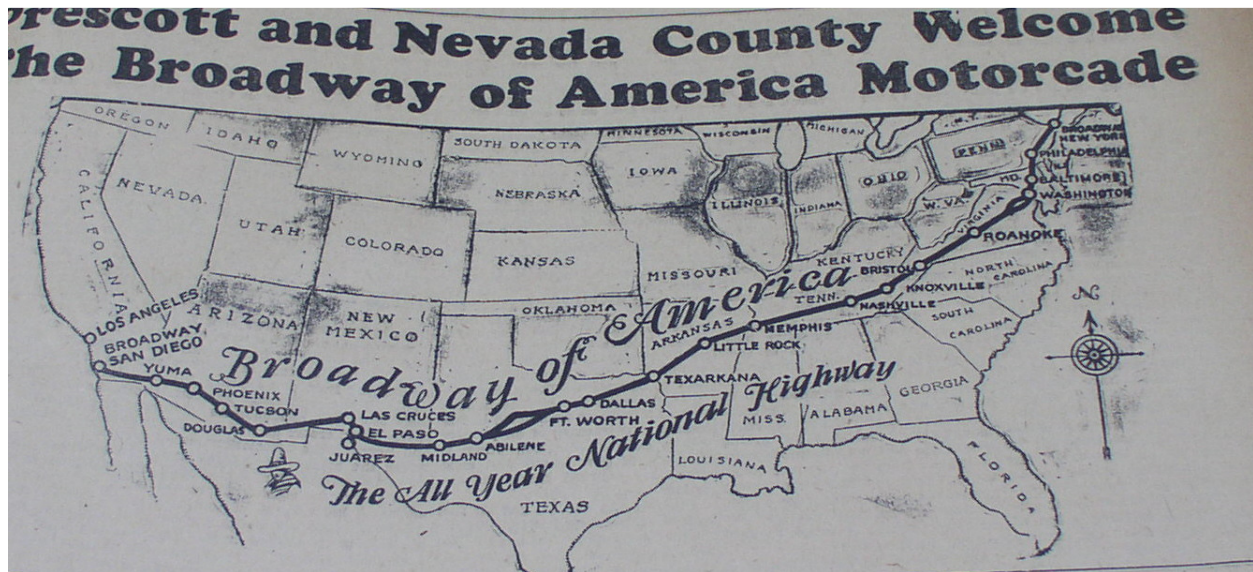 Prescott and Nevada County Welcome
The Broadway of America Motorcade
OREGON
IDAHO
WYOMING
SOUTH DAKOTA
MINNESOTA
WISCONSIN
MICHIGAN
N.Y.
BROADWAY
NEW YORK
NEVADA
CALIFORNIA
UTAH
COLORADO
NEBRASKA
IOWA
ILLINOIS
INDIANA
OHIO
PENN
PHILADELPHIA
MD.
BALTIMORE
WASHINGTON
W. VA.
VIRGINIA
ROANOKE
KANSAS
MISSOURI
KENTUCKY
BRISTOL
NORTH
CAROLINA
KNOXVILLE
TENN.
NASHVILLE
SOUTH
CAROLINA
N
LOS ANGELES
BROADWAY
SAN DIEGO
ARIZONA
NEW
MEXICO
OKLAHOMA
ARKANSAS
MEMPHIS
LITTLE ROCK
Broadway of America
YUMA
PHOENIX
TUCSON
DOUGLAS
LAS CRUCES
EL PASO
JUAREZ
MIDLAND
ABILENE
FT. WORTH
DALLAS
TEXARKANA
MISS.
ALABAMA
GEORGIA
LOUISIANA
FLORIDA
The All Year National Highway
TEXAS